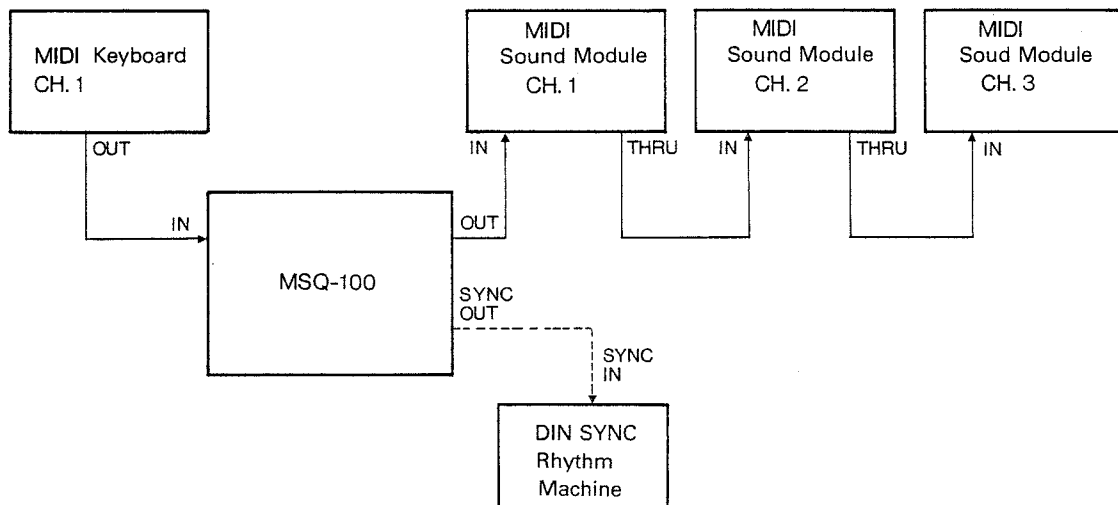 MIDI Keyboard
CH. 1
OUT
IN
MSQ-100
OUT
SYNC
OUT
MIDI
Sound Module
CH. 1
IN
THRU
MIDI
Sound Module
CH. 2
IN
THRU
MIDI
Soud Module
CH. 3
IN
SYNC
IN
DIN SYNC
Rhythm
Machine